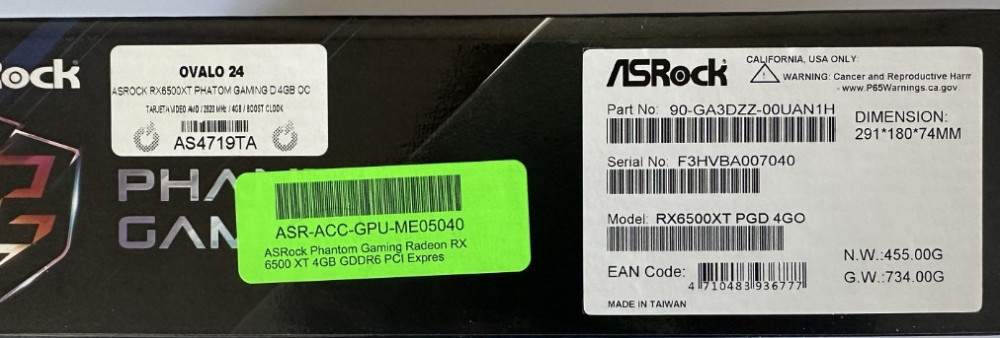 Rock
OVALO 24
ASROCK RX6500XT PHATOM GAMING D 4GB OC
TARJETA VIDEO AMD / 2820 MHz / 4GB / BOOST CLOCK
AS4719TA
PHAN
GAM
ASR-ACC-GPU-ME05040
ASRock Phantom Gaming Radeon RX
6500 XT 4GB GDDR6 PCI Expres
ASRock
CALIFORNIA, USA ONLY:
WARNING: Cancer and Reproductive Harm
- www.P65Warnings.ca.gov
Part No: 90-GA3DZZ-00UAN1H
DIMENSION:
291*180*74MM
Serial No: F3HVBA007040
Model: RX6500XT PGD 4GO
N.W.:455.00G
G.W.:734.00G
EAN Code:
4 710483 936777
MADE IN TAIWAN